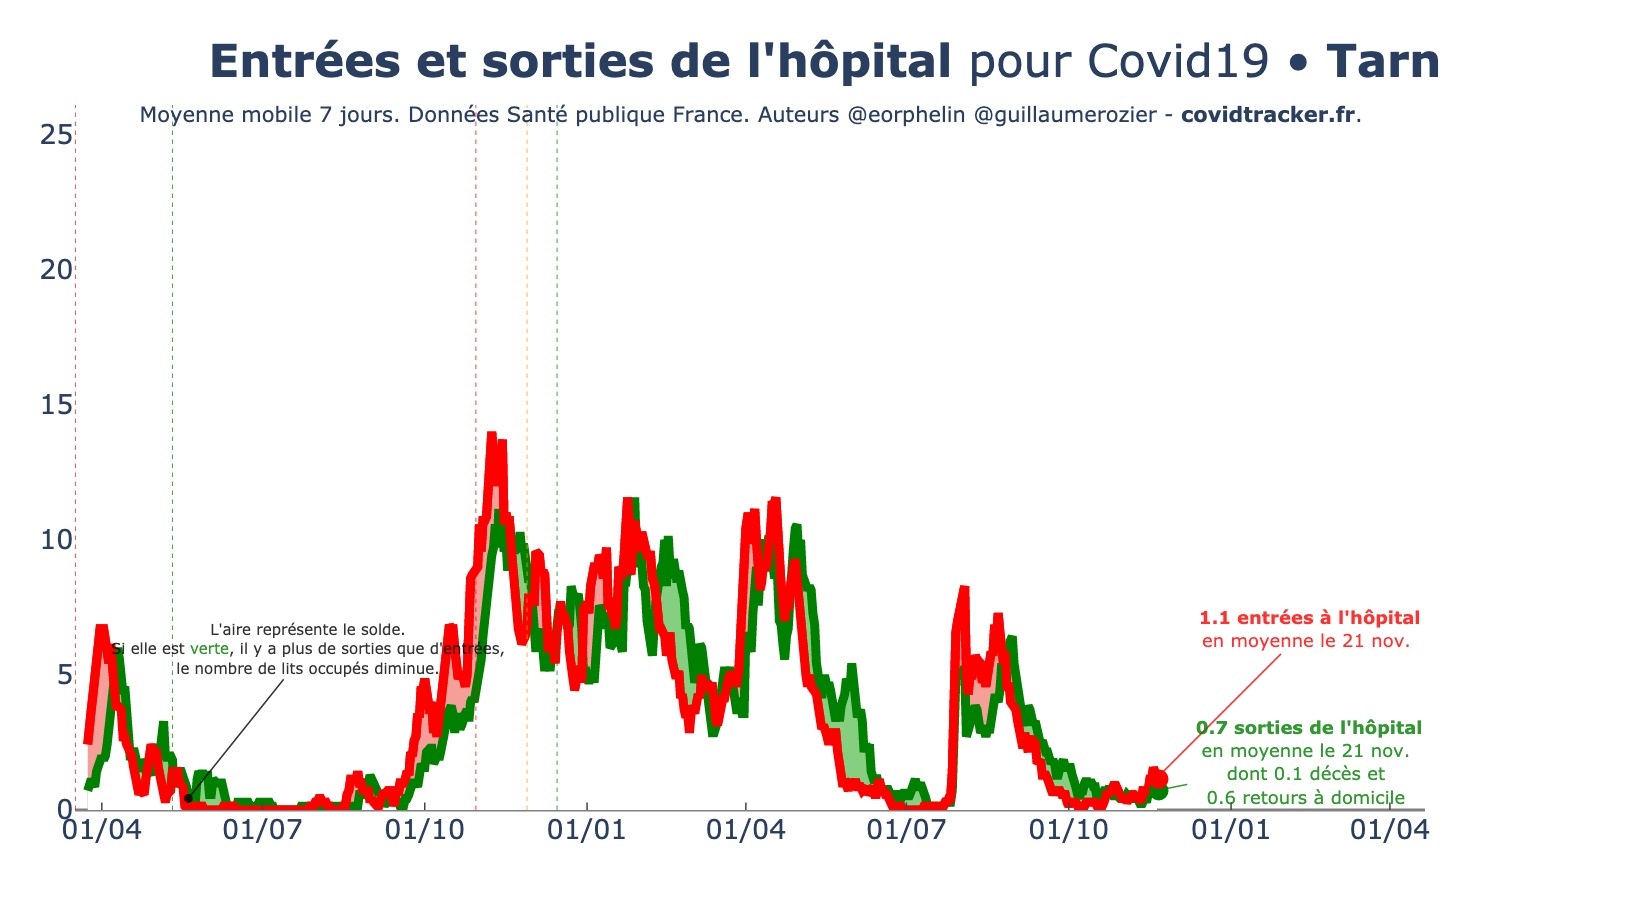 Entrées et sorties de l'hôpital pour Covid19 • Tarn
Moyenne mobile 7 jours. Données Santé publique France. Auteurs @eorphelin @guillaumerozier - covidtracker.fr.
25
20
15
10
5
0
L'aire représente le solde.
Si elle est verte, il y a plus de sorties que d'entrées,
le nombre de lits occupés diminue.
1.1 entrées à l'hôpital
en moyenne le 21 nov.
0.7 sorties de l'hôpital
en moyenne le 21 nov.
dont 0.1 décès et
0.6 retours à domicile
01/04 01/07 01/10 01/01 01/04 01/07 01/10 01/01 01/04